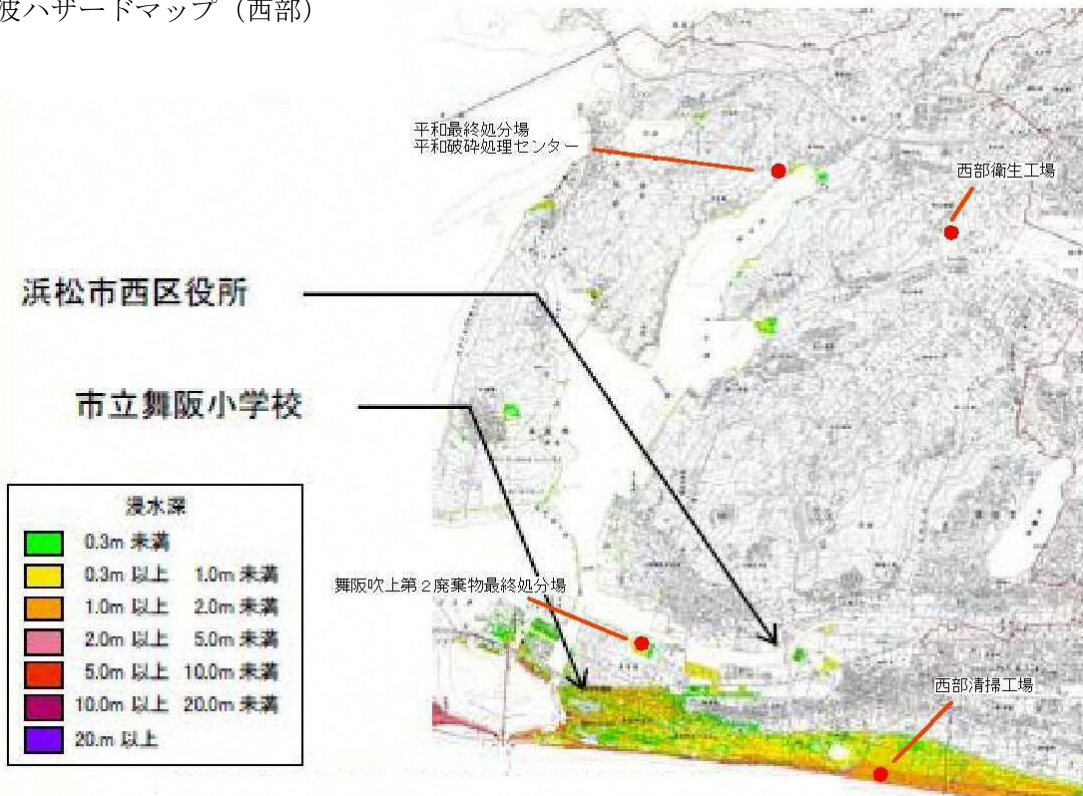 波ハザードマップ（西部）
平和最終処分場
平和破砕処理センター
西部衛生工場
浜松市西区役所
市立舞阪小学校
舞阪吹上第２廃棄物最終処分場
西部清掃工場
浸水深
0.3m 未満
0.3m 以上 1.0m 未満
1.0m 以上 2.0m 未満
2.0m 以上 5.0m 未満
5.0m 以上 10.0m 未満
10.0m 以上 20.0m 未満
20.m 以上